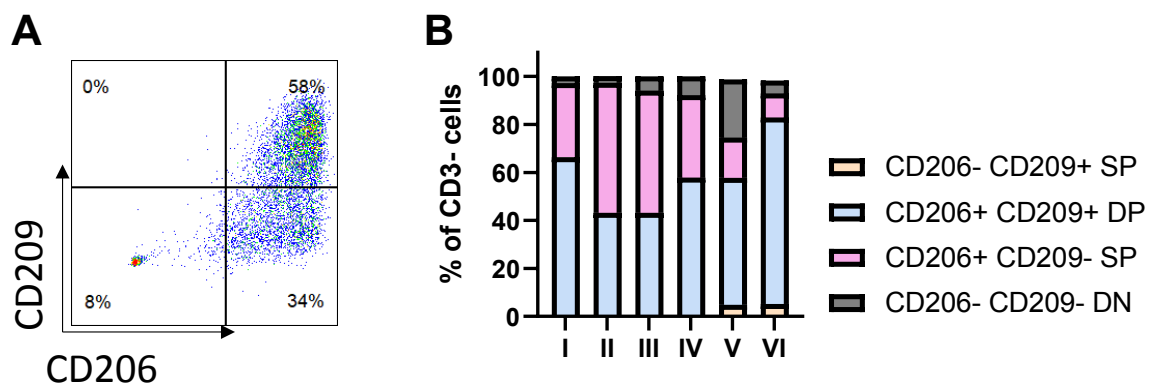 A
0%
58%
8%
34%
CD209
CD206
B
% of CD3- cells
100
80
60
40
20
0
I II III IV V VI
CD206- CD209+ SP
CD206+ CD209+ DP
CD206+ CD209- SP
CD206- CD209- DN